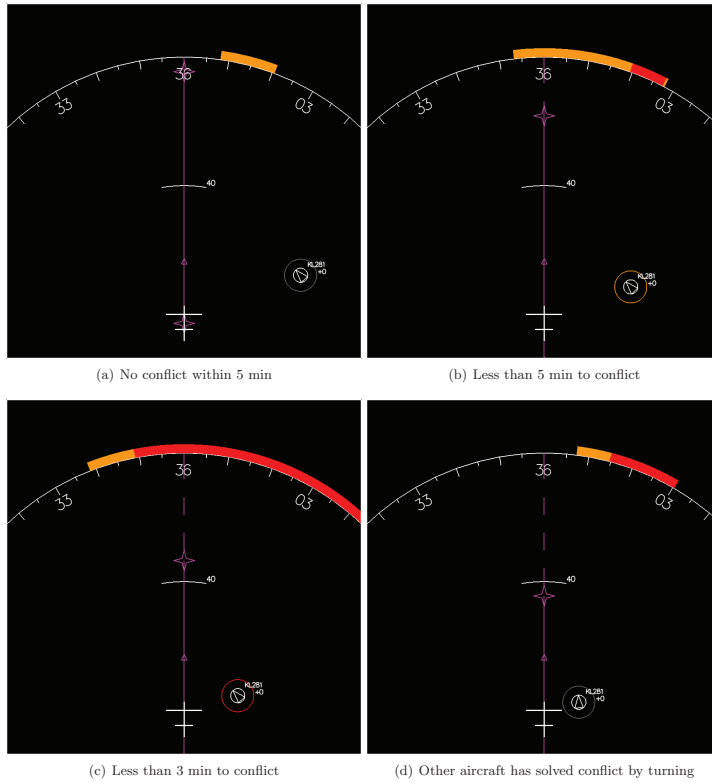 36
33
03
40
KL281
+0
(a) No conflict within 5 min
36
33
03
40
KL281
+0
(b) Less than 5 min to conflict
36
33
03
40
KL281
+0
(c) Less than 3 min to conflict
36
33
03
40
KL281
+0
(d) Other aircraft has solved conflict by turning